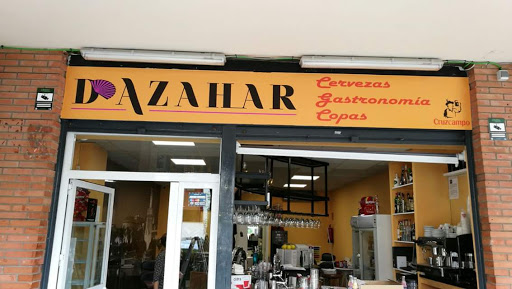 D'AZAHAR
Cervezas
Gastronomía
Copas
Cruzcampo